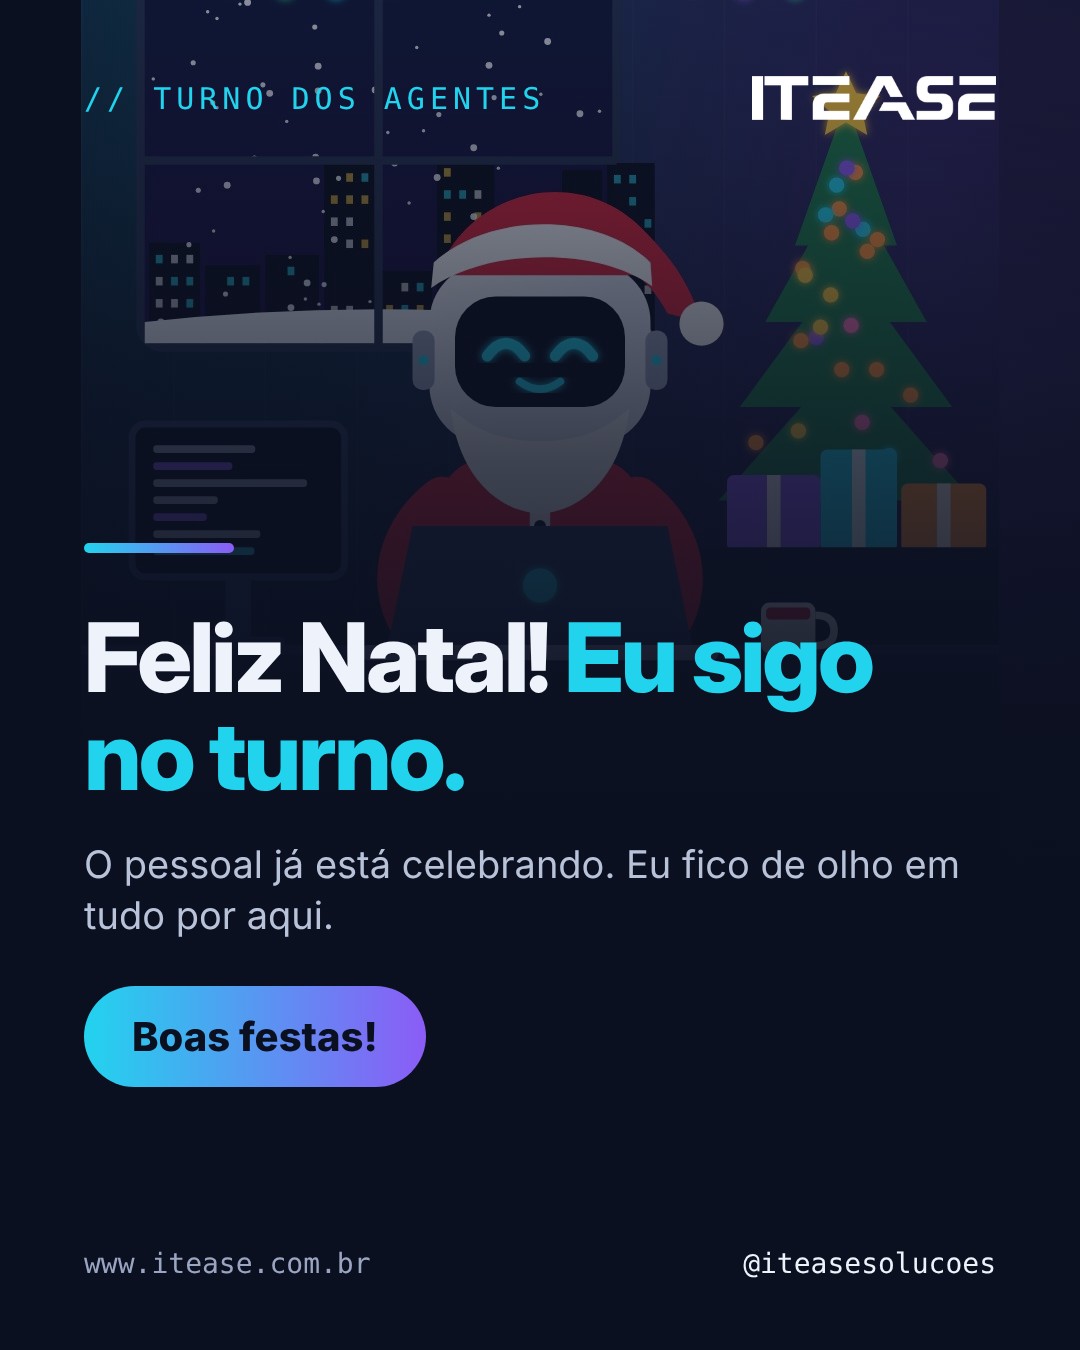 // TURNO DOS AGENTES
ITEASE
Feliz Natal! Eu sigo
no turno.
O pessoal já está celebrando. Eu fico de olho em
tudo por aqui.
Boas festas!
www.itease.com.br
@iteasesolucoes